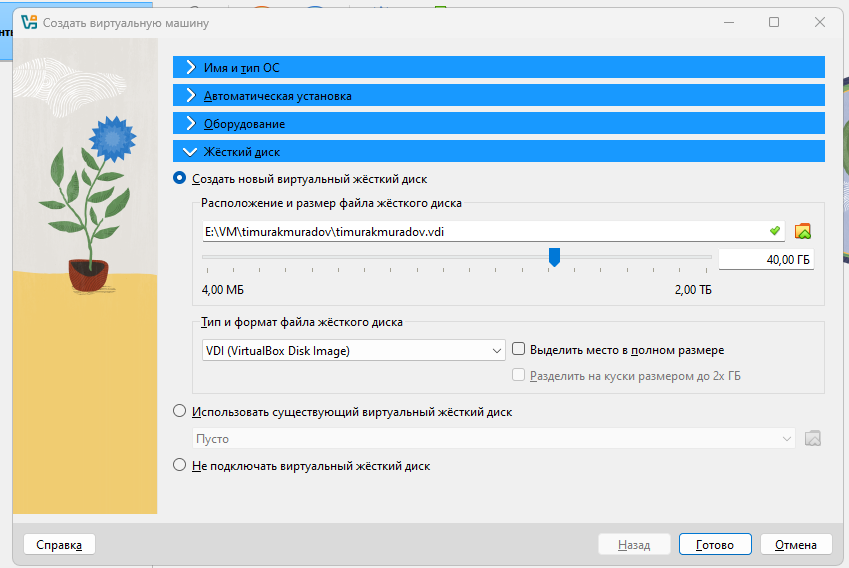 Создать виртуальную машину
Имя и тип ОС
Автоматическая установка
Оборудование
Жёсткий диск
Создать новый виртуальный жёсткий диск
Расположение и размер файла жёсткого диска
E:\VM\timurakmuradov\timurakmuradov.vdi
40,00 ГБ
4,00 МБ 2,00 ТБ
Тип и формат файла жёсткого диска
VDI (VirtualBox Disk Image) Выделить место в полном размере
Разделить на куски размером до 2х ГБ
Использовать существующий виртуальный жёсткий диск
Пусто
Не подключать виртуальный жёсткий диск
Справка Назад Готово Отмена